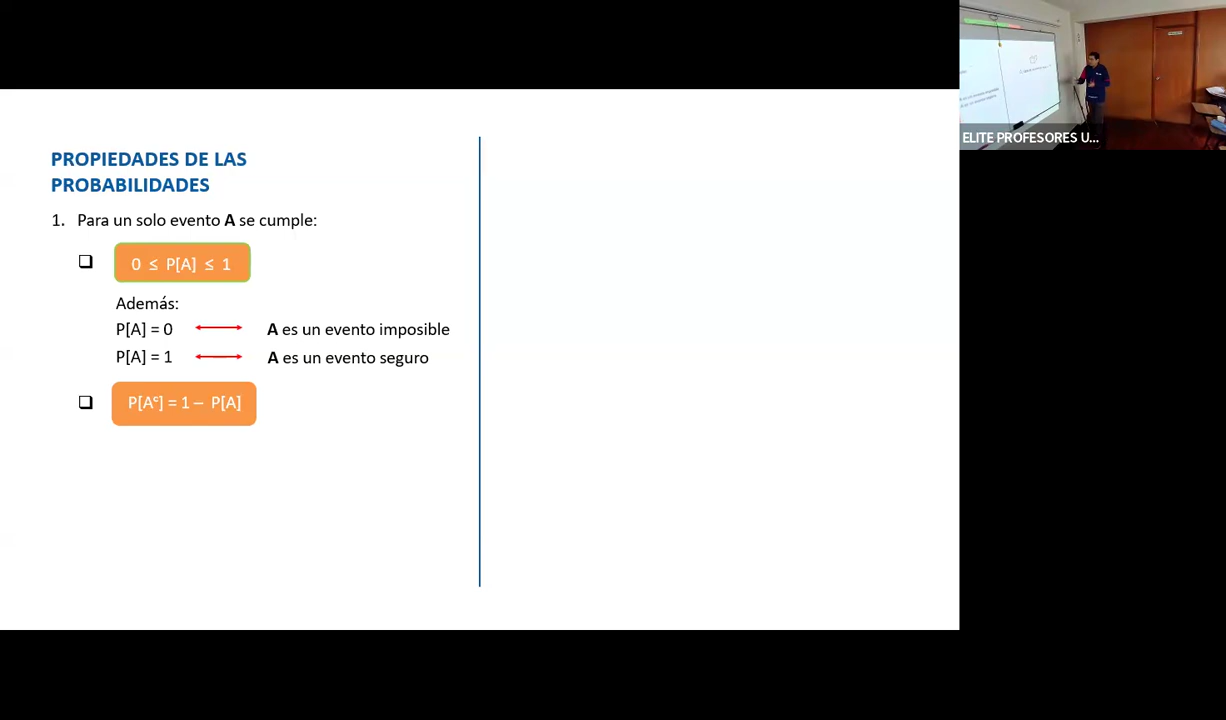 PROPIEDADES DE LAS
PROBABILIDADES
1. Para un solo evento A se cumple:
❑ 0 ≤ P[A] ≤ 1
Además:
P[A] = 0 ⟷ A es un evento imposible
P[A] = 1 ⟷ A es un evento seguro
❑ P[Aᶜ] = 1 – P[A]
ELITE PROFESORES U...